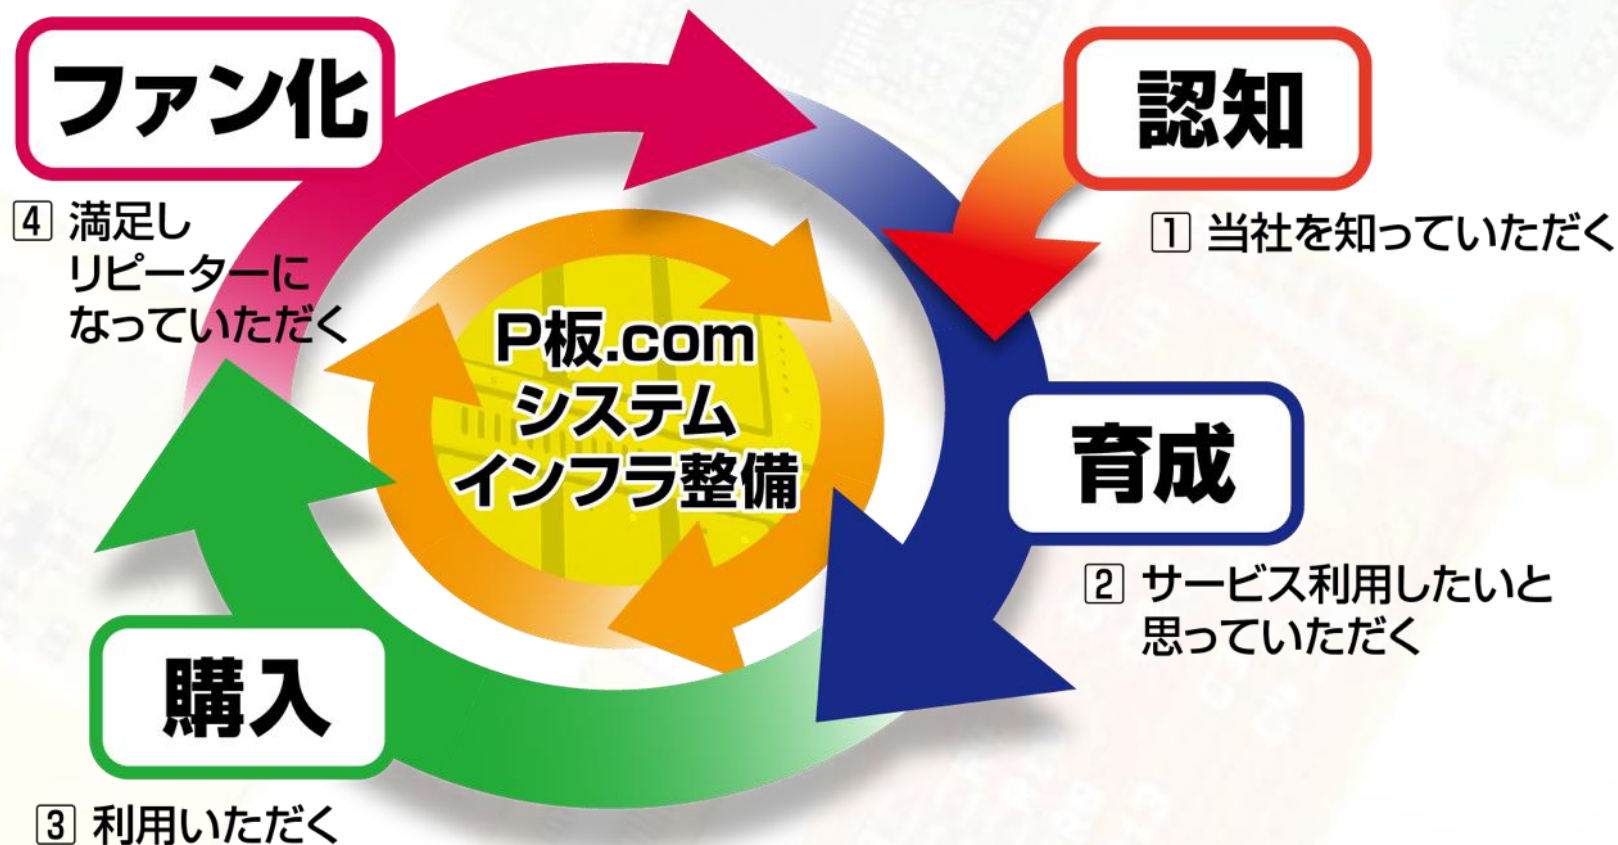 認知
1 当社を知っていただく
育成
2 サービス利用したいと
思っていただく
購入
3 利用いただく
ファン化
4 満足し
リピーターに
なっていただく
P板.com
システム
インフラ整備